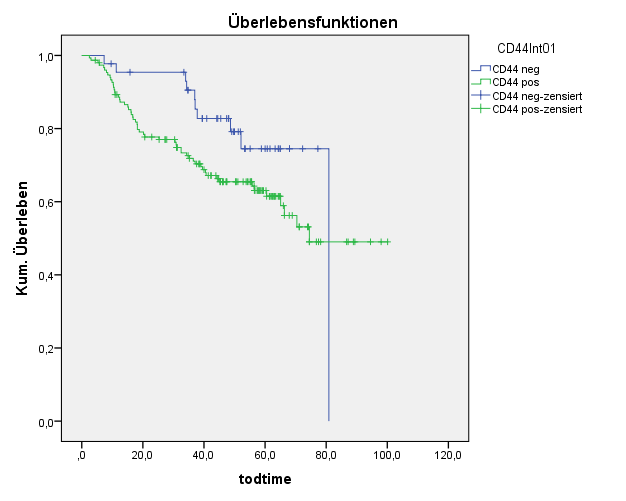 Überlebensfunktionen
CD44Int01
CD44 neg
CD44 pos
CD44 neg-zensiert
CD44 pos-zensiert
Kum. Überleben
1,0
0,8
0,6
0,4
0,2
0,0
,0 20,0 40,0 60,0 80,0 100,0 120,0
todtime